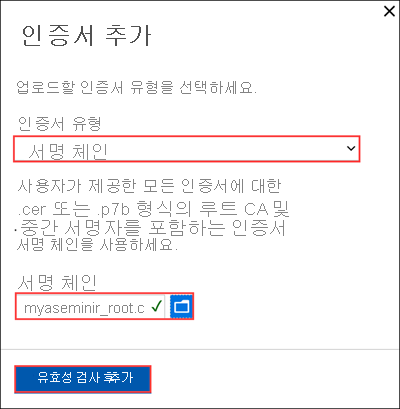 인증서 추가
업로드할 인증서 유형을 선택하세요.
인증서 유형
서명 체인
사용자가 제공한 모든 인증서에 대한
.cer 또는 .p7b 형식의 루트 CA 및
중간 서명자를 포함하는 인증서
서명 체인을 사용하세요.
서명 체인
myaseminir_root.c
유효성 검사 후 추가